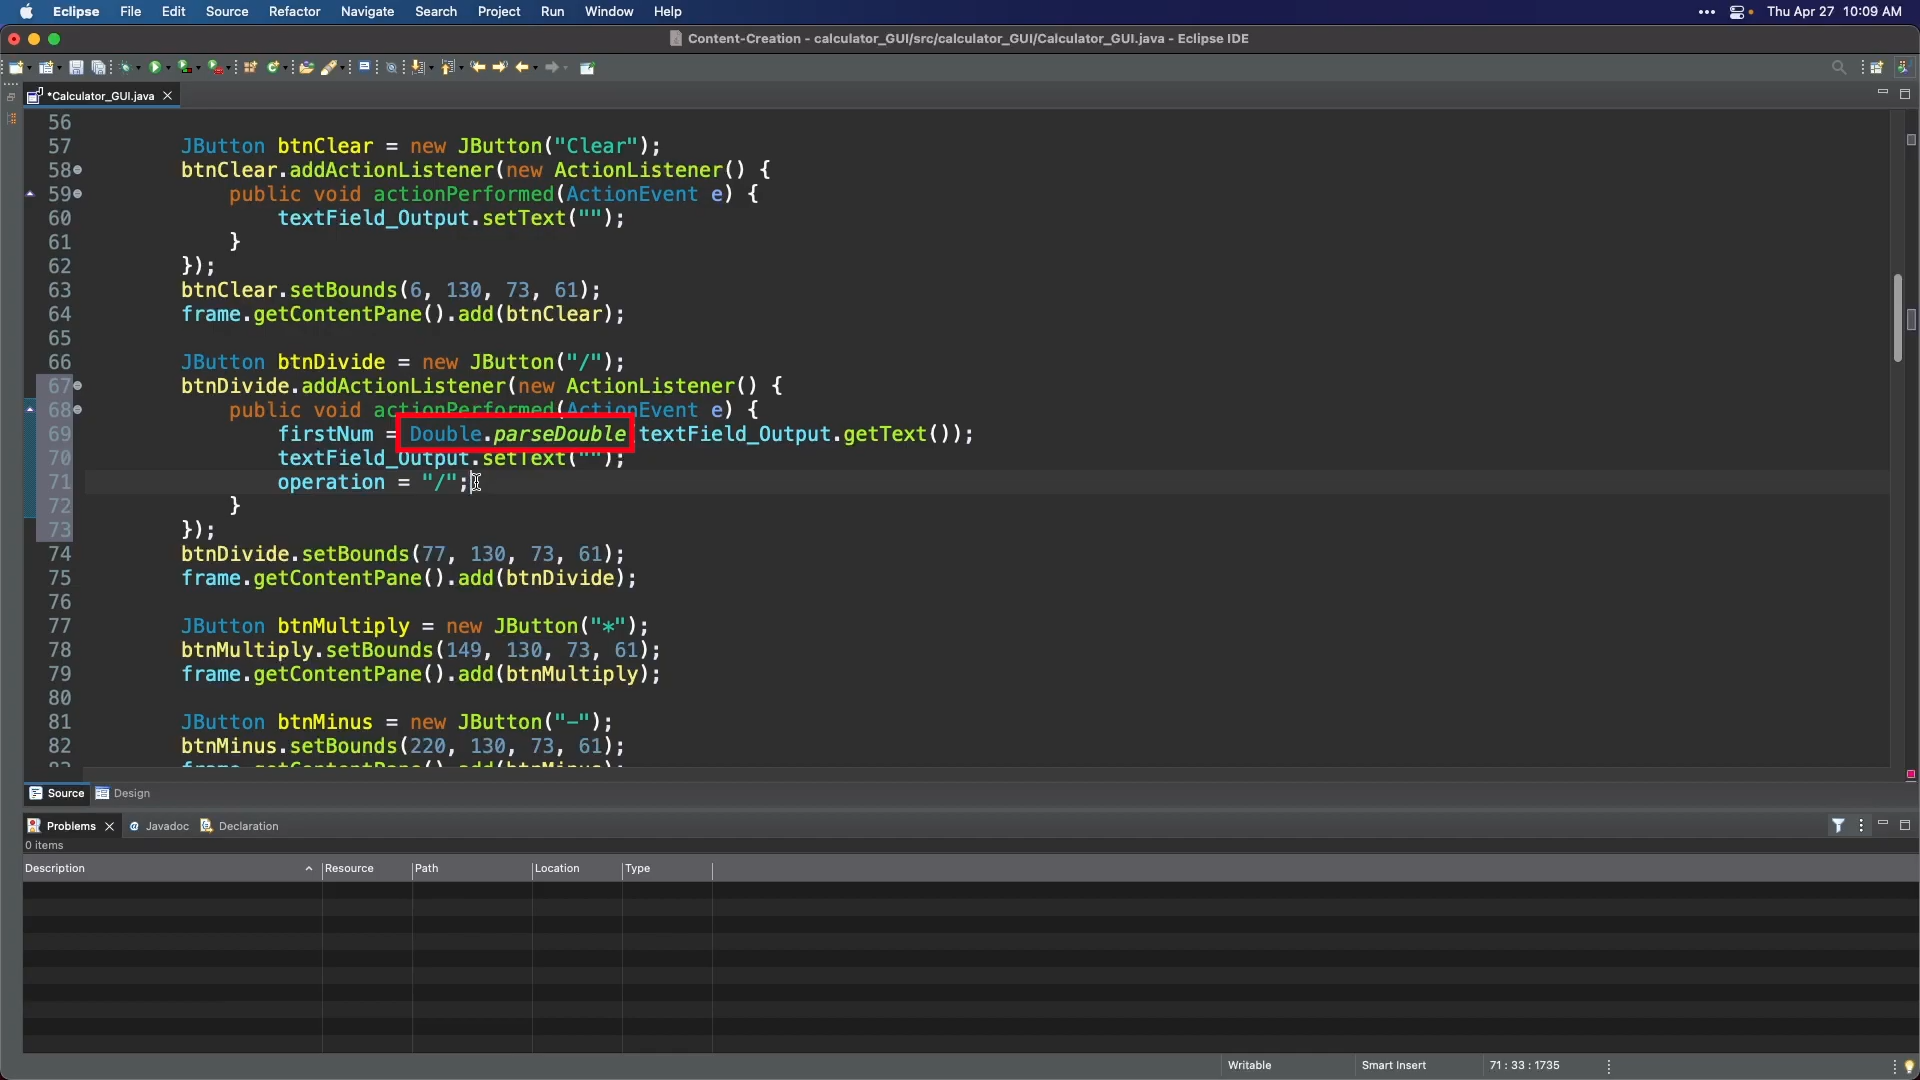 Eclipse File Edit Source Refactor Navigate Search Project Run Window Help Thu Apr 27 10:09 AM
Content-Creation - calculator_GUI/src/calculator_GUI/Calculator_GUI.java - Eclipse IDE
*Calculator_GUI.java
56
57 JButton btnClear = new JButton("Clear");
58 btnClear.addActionListener(new ActionListener() {
59 public void actionPerformed(ActionEvent e) {
60 textField_Output.setText("");
61 }
62 });
63 btnClear.setBounds(6, 130, 73, 61);
64 frame.getContentPane().add(btnClear);
65
66 JButton btnDivide = new JButton("/");
67 btnDivide.addActionListener(new ActionListener() {
68 public void actionPerformed(ActionEvent e) {
69 firstNum = Double.parseDouble textField_Output.getText());
70 textField_Output.setText("");
71 operation = "/";
72 }
73 });
74 btnDivide.setBounds(77, 130, 73, 61);
75 frame.getContentPane().add(btnDivide);
76
77 JButton btnMultiply = new JButton("*");
78 btnMultiply.setBounds(149, 130, 73, 61);
79 frame.getContentPane().add(btnMultiply);
80
81 JButton btnMinus = new JButton("-");
82 btnMinus.setBounds(220, 130, 73, 61);
Source Design
Problems Javadoc Declaration
0 items
Description Resource Path Location Type
Writable Smart Insert 71 : 33 : 1735